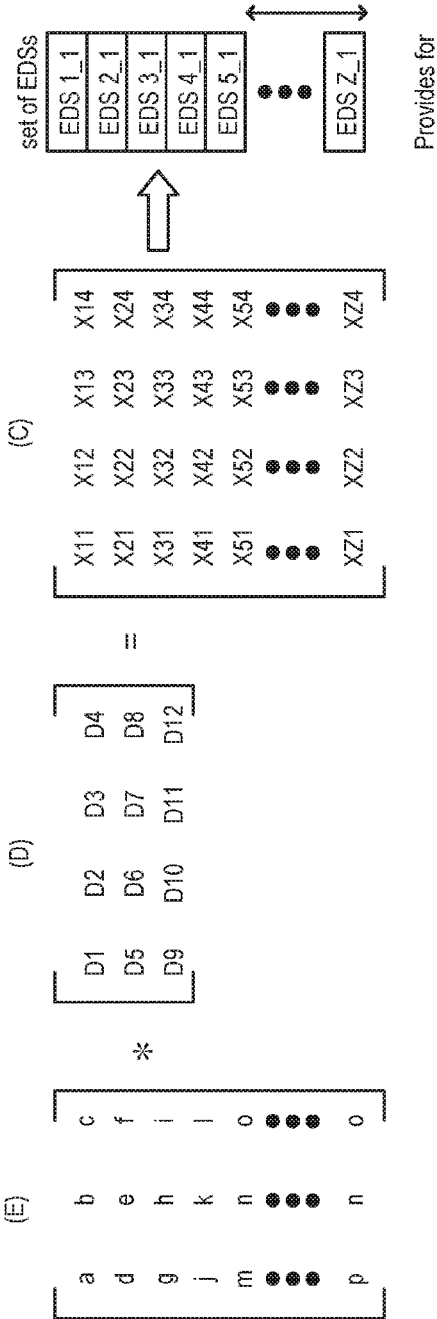 (E)
a b c
d e f
g h i
j k l
m n o
p n o
*
(D)
D1 D2 D3 D4
D5 D6 D7 D8
D9 D10 D11 D12
=
(C)
X11 X12 X13 X14
X21 X22 X23 X24
X31 X32 X33 X34
X41 X42 X43 X44
X51 X52 X53 X54
XZ1 XZ2 XZ3 XZ4
set of EDSs
EDS 1_1
EDS 2_1
EDS 3_1
EDS 4_1
EDS 5_1
EDS Z_1
Provides for